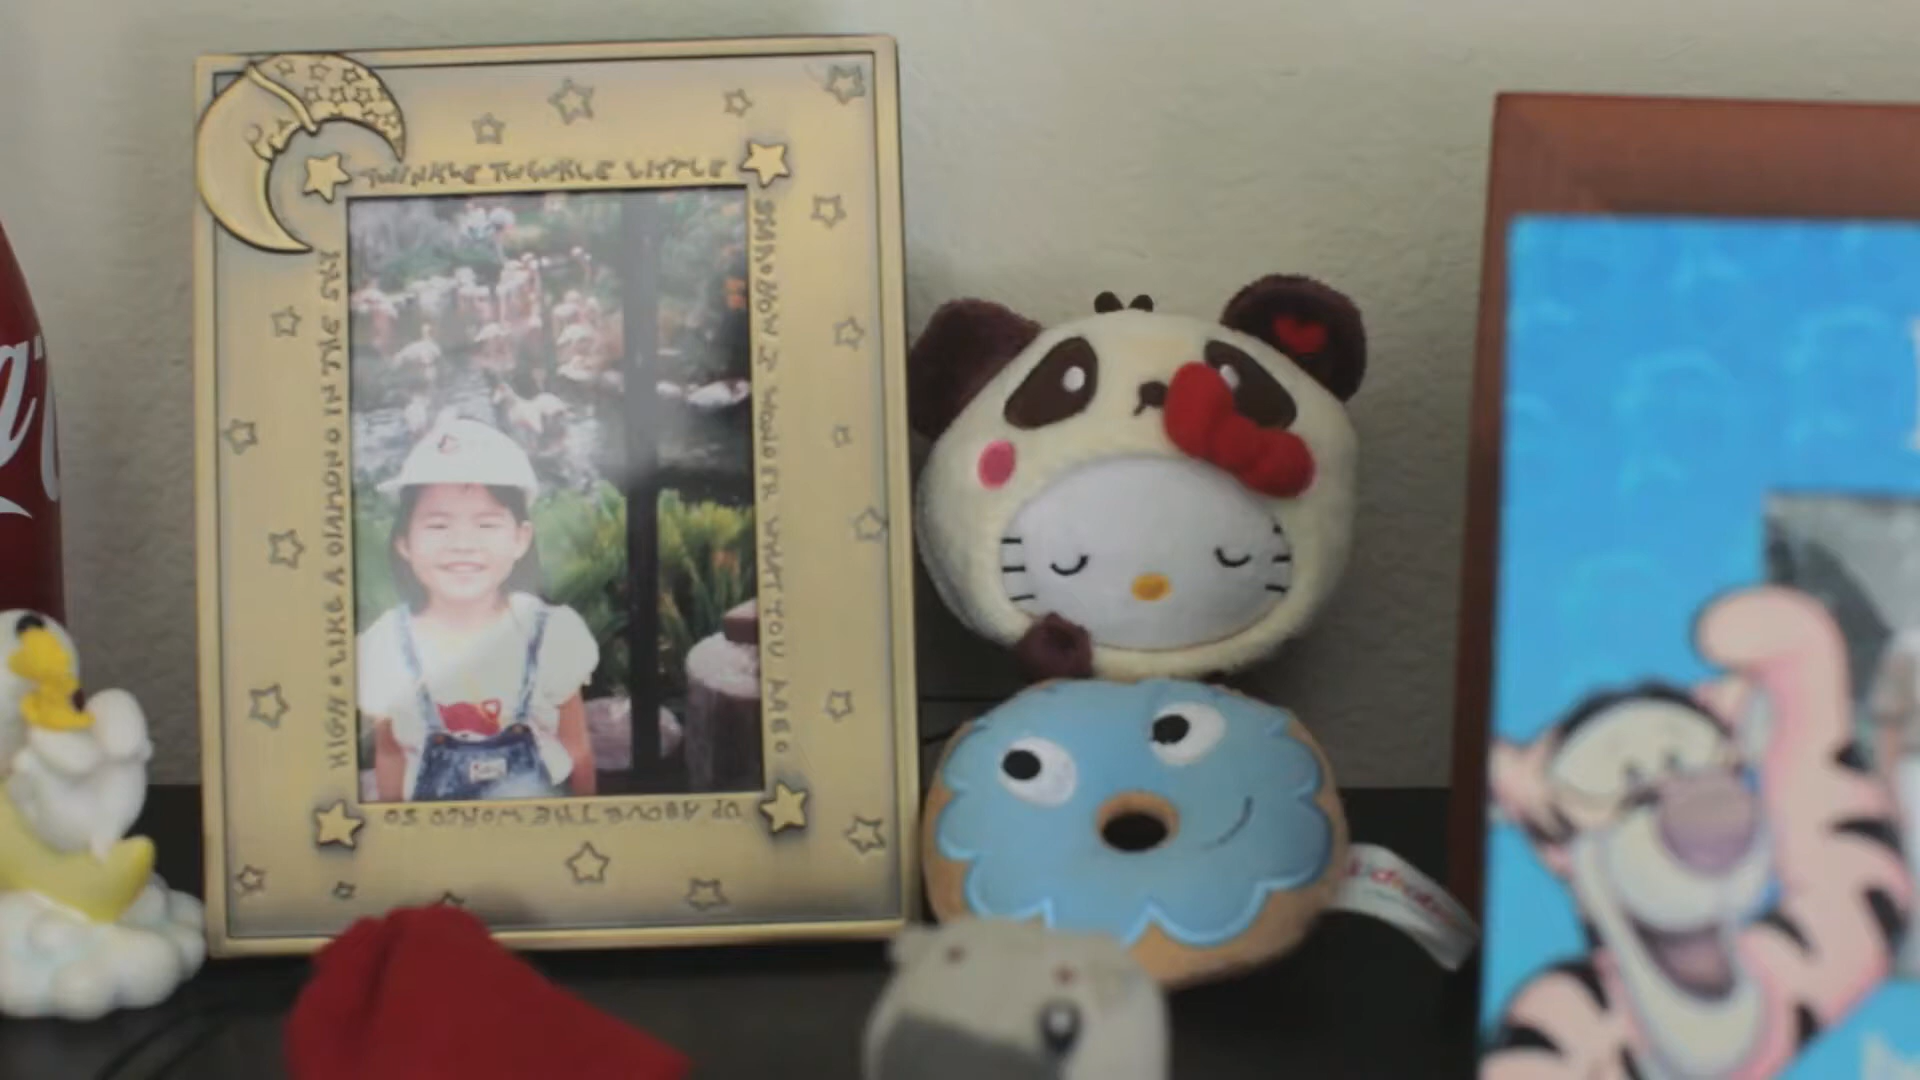 TWINKLE TWINKLE LITTLE
STAR • HOW I WONDER WHAT YOU ARE •
UP ABOVE THE WORLD SO
HIGH • LIKE A DIAMOND IN THE SKY